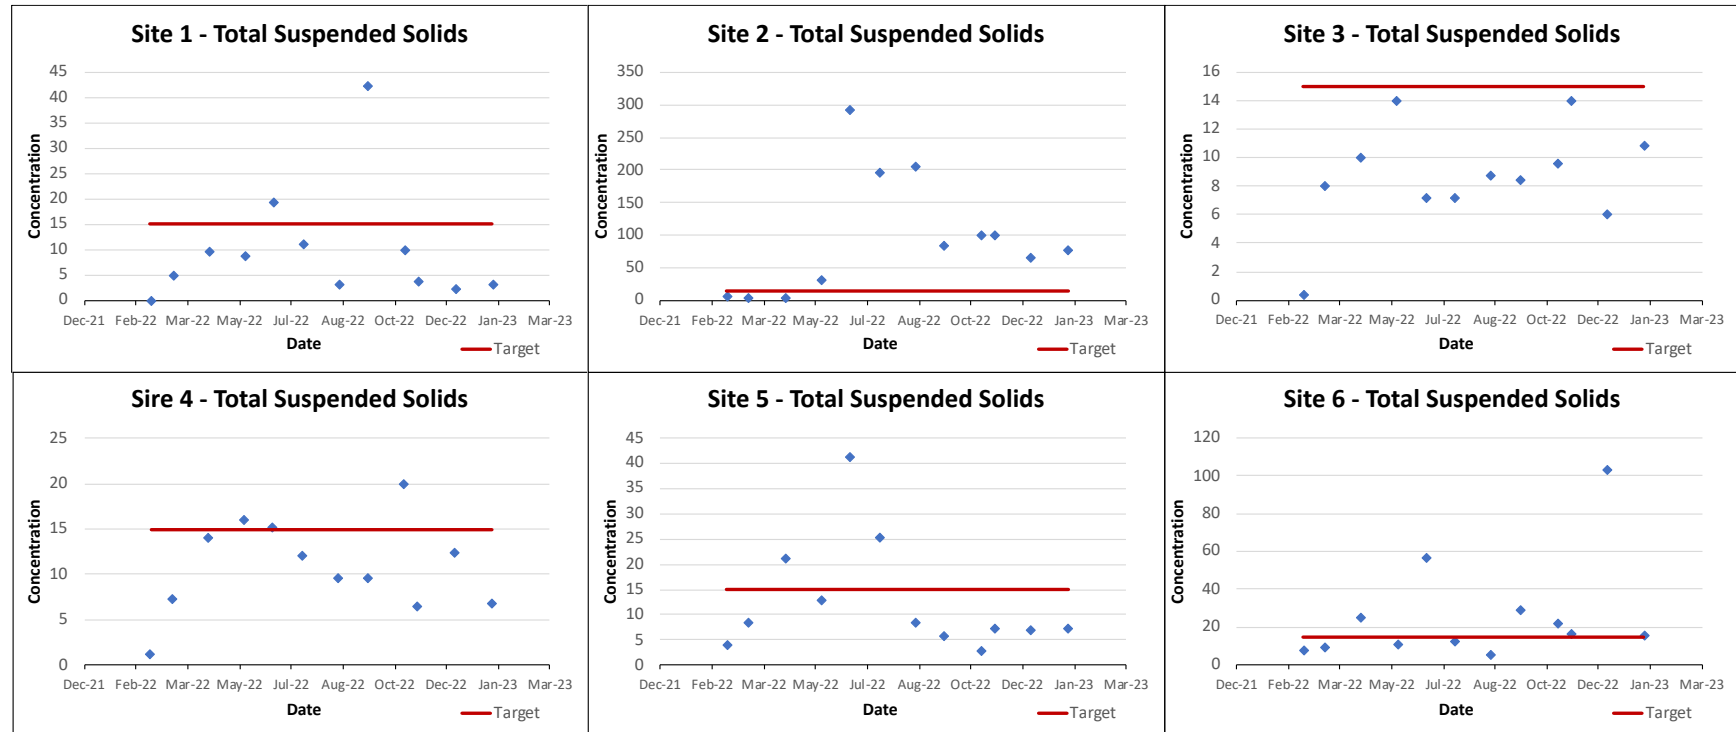 Site 1 - Total Suspended Solids
45
40
35
30
25
20
15
10
5
0
Concentration
Dec-21 Feb-22 Mar-22 May-22 Jul-22 Aug-22 Oct-22 Dec-22 Jan-23 Mar-23
Date
Target
Site 2 - Total Suspended Solids
350
300
250
200
150
100
50
0
Concentration
Dec-21 Feb-22 Mar-22 May-22 Jul-22 Aug-22 Oct-22 Dec-22 Jan-23 Mar-23
Date
Target
Site 3 - Total Suspended Solids
16
14
12
10
8
6
4
2
0
Concentration
Dec-21 Feb-22 Mar-22 May-22 Jul-22 Aug-22 Oct-22 Dec-22 Jan-23 Mar-23
Date
Target
Sire 4 - Total Suspended Solids
25
20
15
10
5
0
Concentration
Dec-21 Feb-22 Mar-22 May-22 Jul-22 Aug-22 Oct-22 Dec-22 Jan-23 Mar-23
Date
Target
Site 5 - Total Suspended Solids
45
40
35
30
25
20
15
10
5
0
Concentration
Dec-21 Feb-22 Mar-22 May-22 Jul-22 Aug-22 Oct-22 Dec-22 Jan-23 Mar-23
Date
Target
Site 6 - Total Suspended Solids
120
100
80
60
40
20
0
Concentration
Dec-21 Feb-22 Mar-22 May-22 Jul-22 Aug-22 Oct-22 Dec-22 Jan-23 Mar-23
Date
Target